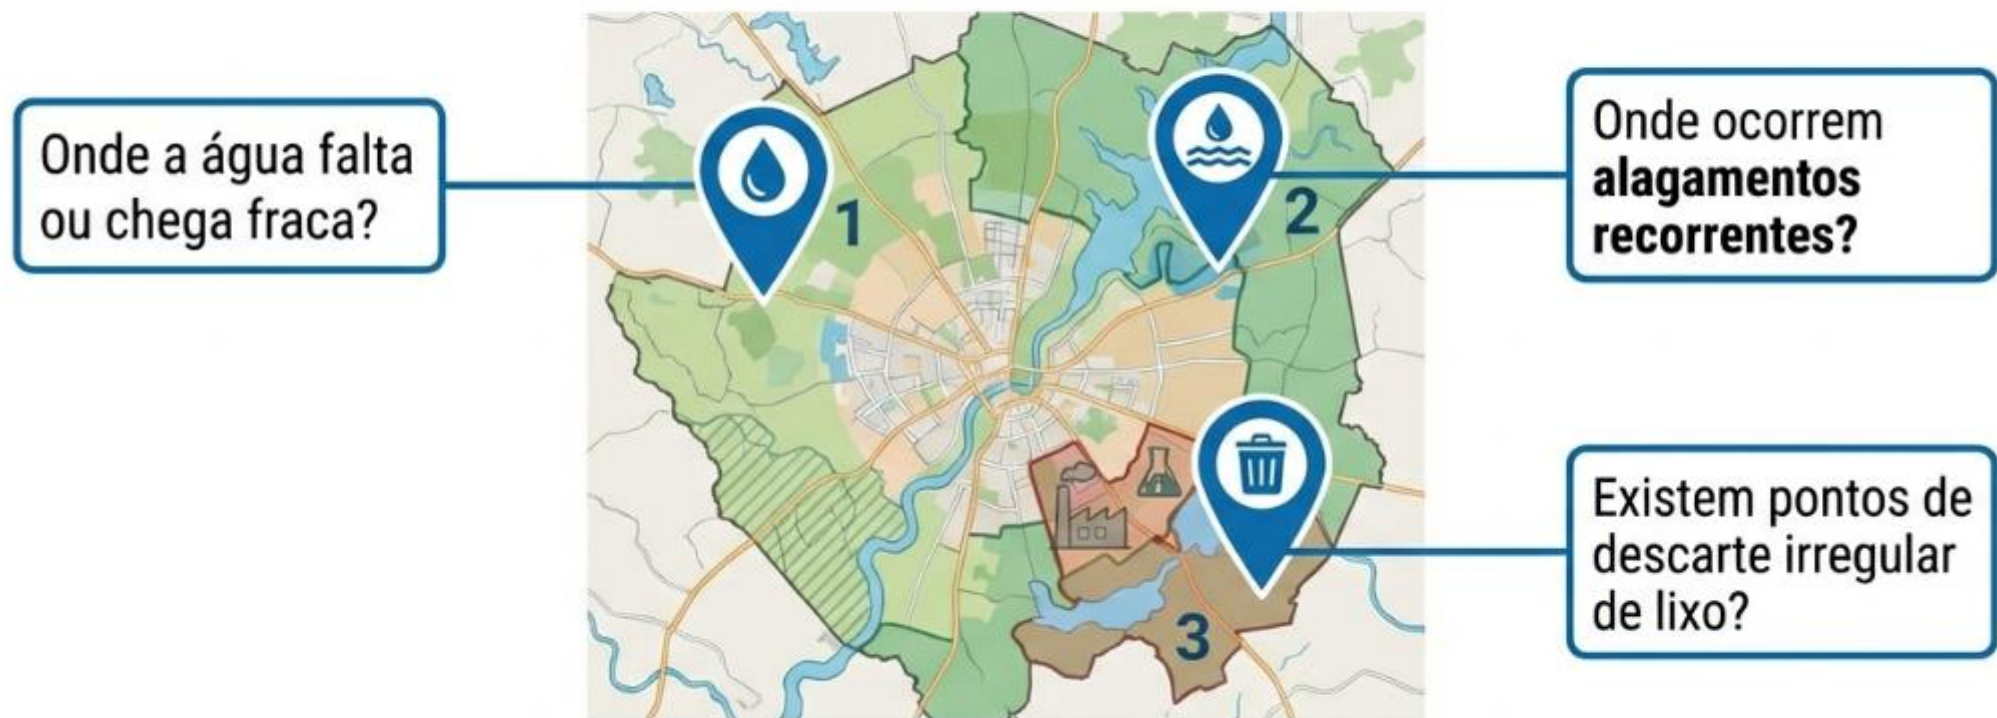 Onde a água falta
ou chega fraca?
1
2
Onde ocorrem
alagamentos
recorrentes?
Existem pontos de
descarte irregular
de lixo?
3